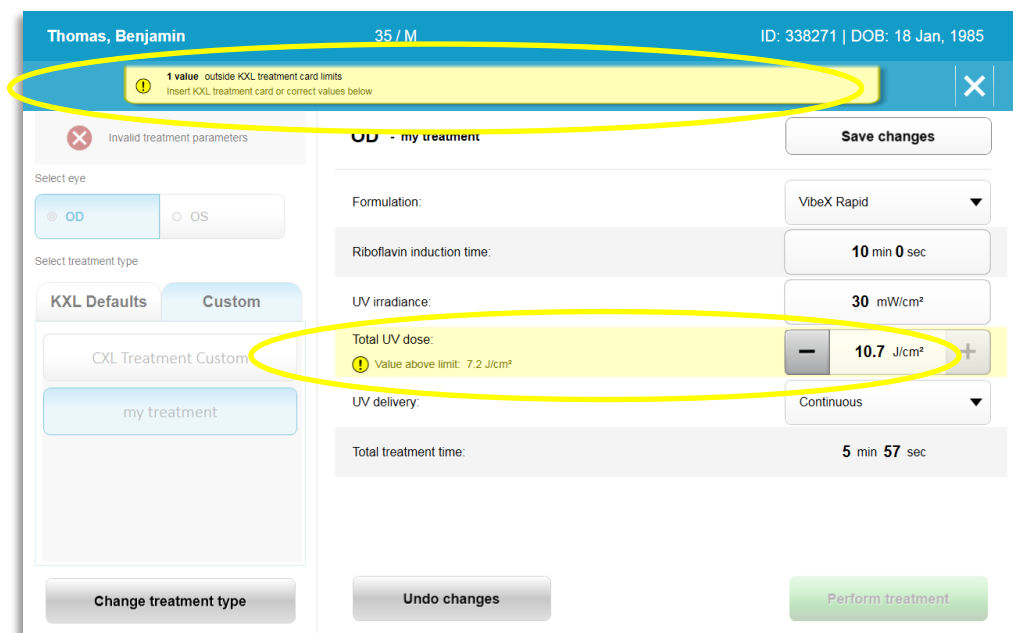 Thomas, Benjamin 35 / M ID: 338271 | DOB: 18 Jan, 1985
1 value outside KXL treatment card limits
Insert KXL treatment card or correct values below
Invalid treatment parameters
OD - my treatment
Save changes
Select eye
OD OS
Select treatment type
KXL Defaults Custom
CXL Treatment Custom
my treatment
Formulation: VibeX Rapid
Riboflavin induction time: 10 min 0 sec
UV irradiance: 30 mW/cm²
Total UV dose: 10.7 J/cm²
Value above limit: 7.2 J/cm²
UV delivery: Continuous
Total treatment time: 5 min 57 sec
Change treatment type
Undo changes
Perform treatment